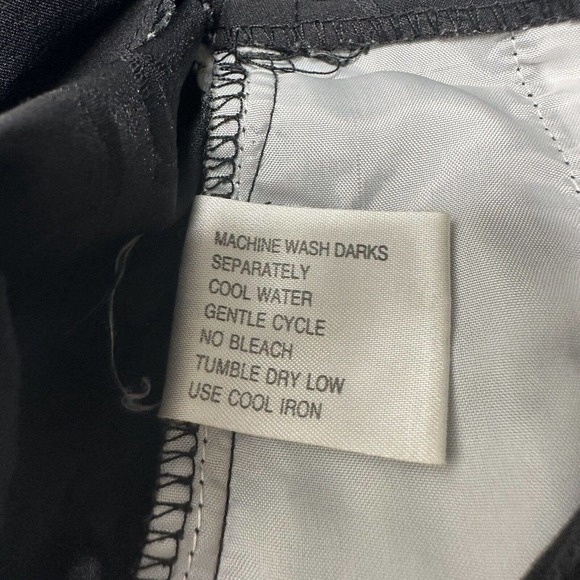 MACHINE WASH DARKS
SEPARATELY
COOL WATER
GENTLE CYCLE
NO BLEACH
TUMBLE DRY LOW
USE COOL IRON